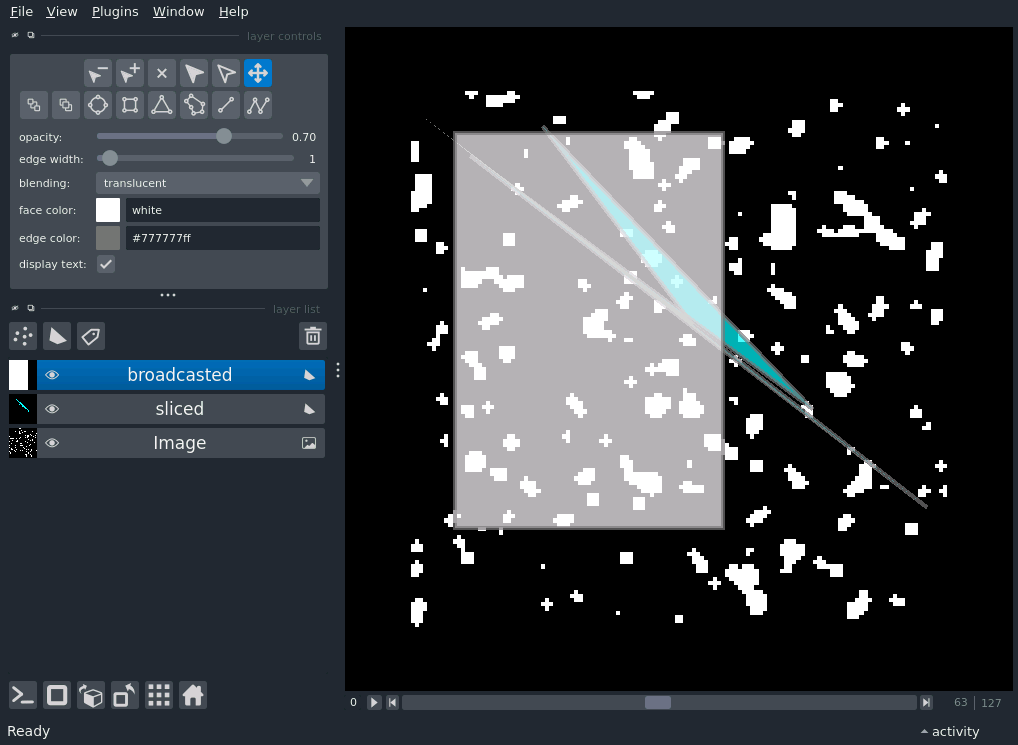 File View Plugins Window Help
layer controls
opacity: 0.70
edge width: 1
blending: translucent
face color: white
edge color: #777777ff
display text:
layer list
broadcasted
sliced
Image
0 63 127
Ready activity